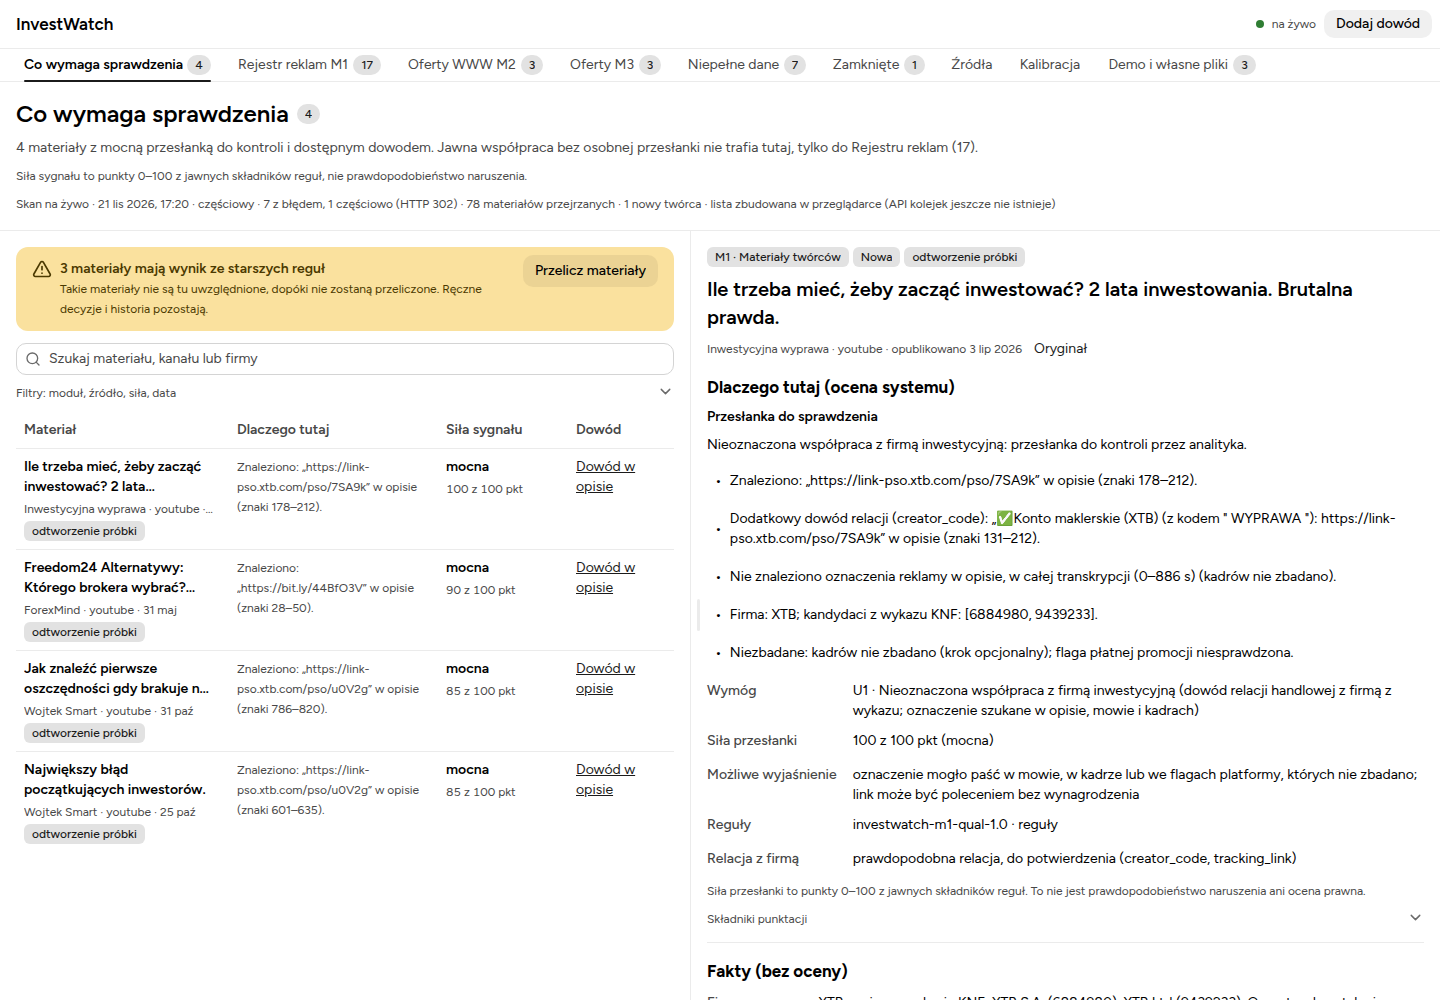 InvestWatch
na żywo
Dodaj dowód
Co wymaga sprawdzenia 4
Rejestr reklam M1 17
Oferty WWW M2 3
Oferty M3 3
Niepełne dane 7
Zamknięte 1
Źródła
Kalibracja
Demo i własne pliki 3
Co wymaga sprawdzenia 4
4 materiały z mocną przesłanką do kontroli i dostępnym dowodem. Jawna współpraca bez osobnej przesłanki nie trafia tutaj, tylko do Rejestru reklam (17).
Siła sygnału to punkty 0–100 z jawnych składników reguł, nie prawdopodobieństwo naruszenia.
Skan na żywo · 21 lis 2026, 17:20 · częściowy · 7 z błędem, 1 częściowo (HTTP 302) · 78 materiałów przejrzanych · 1 nowy twórca · lista zbudowana w przeglądarce (API kolejek jeszcze nie istnieje)
3 materiały mają wynik ze starszych reguł
Takie materiały nie są tu uwzględnione, dopóki nie zostaną przeliczone. Ręczne
decyzje i historia pozostają.
Przelicz materiały
Szukaj materiału, kanału lub firmy
Filtry: moduł, źródło, siła, data
Materiał
Dlaczego tutaj
Siła sygnału
Dowód
Ile trzeba mieć, żeby zacząć
inwestować? 2 lata...
Inwestycyjna wyprawa · youtube ·...
odtworzenie próbki
Znaleziono: „https://link-
pso.xtb.com/pso/7SA9k” w opisie
(znaki 178–212).
mocna
100 z 100 pkt
Dowód w
opisie
Freedom24 Alternatywy:
Którego brokera wybrać?...
ForexMind · youtube · 31 maj
odtworzenie próbki
Znaleziono:
„https://bit.ly/44BfO3V” w opisie
(znaki 28–50).
mocna
90 z 100 pkt
Dowód w
opisie
Jak znaleźć pierwsze
oszczędności gdy brakuje n...
Wojtek Smart · youtube · 31 paź
odtworzenie próbki
Znaleziono: „https://link-
pso.xtb.com/pso/u0V2g” w opisie
(znaki 786–820).
mocna
85 z 100 pkt
Dowód w
opisie
Największy błąd
początkujących inwestorów.
Wojtek Smart · youtube · 25 paź
odtworzenie próbki
Znaleziono: „https://link-
pso.xtb.com/pso/u0V2g” w opisie
(znaki 601–635).
mocna
85 z 100 pkt
Dowód w
opisie
M1 · Materiały twórców
Nowa
odtworzenie próbki
Ile trzeba mieć, żeby zacząć inwestować? 2 lata inwestowania. Brutalna
prawda.
Inwestycyjna wyprawa · youtube · opublikowano 3 lip 2026 Oryginał
Dlaczego tutaj (ocena systemu)
Przesłanka do sprawdzenia
Nieoznaczona współpraca z firmą inwestycyjną: przesłanka do kontroli przez analityka.
• Znaleziono: „https://link-pso.xtb.com/pso/7SA9k” w opisie (znaki 178–212).
• Dodatkowy dowód relacji (creator_code): „✅Konto maklerskie (XTB) (z kodem " WYPRAWA "): https://link-
pso.xtb.com/pso/7SA9k” w opisie (znaki 131–212).
• Nie znaleziono oznaczenia reklamy w opisie, w całej transkrypcji (0–886 s) (kadrów nie zbadano).
• Firma: XTB; kandydaci z wykazu KNF: [6884980, 9439233].
• Niezbadane: kadrów nie zbadano (krok opcjonalny); flaga płatnej promocji niesprawdzona.
Wymóg
U1 · Nieoznaczona współpraca z firmą inwestycyjną (dowód relacji handlowej z firmą z
wykazu; oznaczenie szukane w opisie, mowie i kadrach)
Siła przesłanki
100 z 100 pkt (mocna)
Możliwe wyjaśnienie
oznaczenie mogło paść w mowie, w kadrze lub we flagach platformy, których nie zbadano;
link może być poleceniem bez wynagrodzenia
Reguły
investwatch-m1-qual-1.0 · reguły
Relacja z firmą
prawdopodobna relacja, do potwierdzenia (creator_code, tracking_link)
Siła przesłanki to punkty 0–100 z jawnych składników reguł. To nie jest prawdopodobieństwo naruszenia ani ocena prawna.
Składniki punktacji
Fakty (bez oceny)